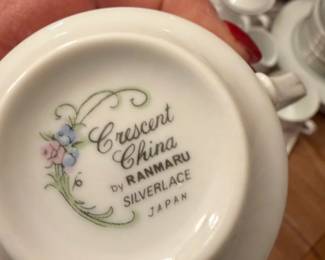 Crescent
China
by RANMARU
SILVERLACE
JAPAN